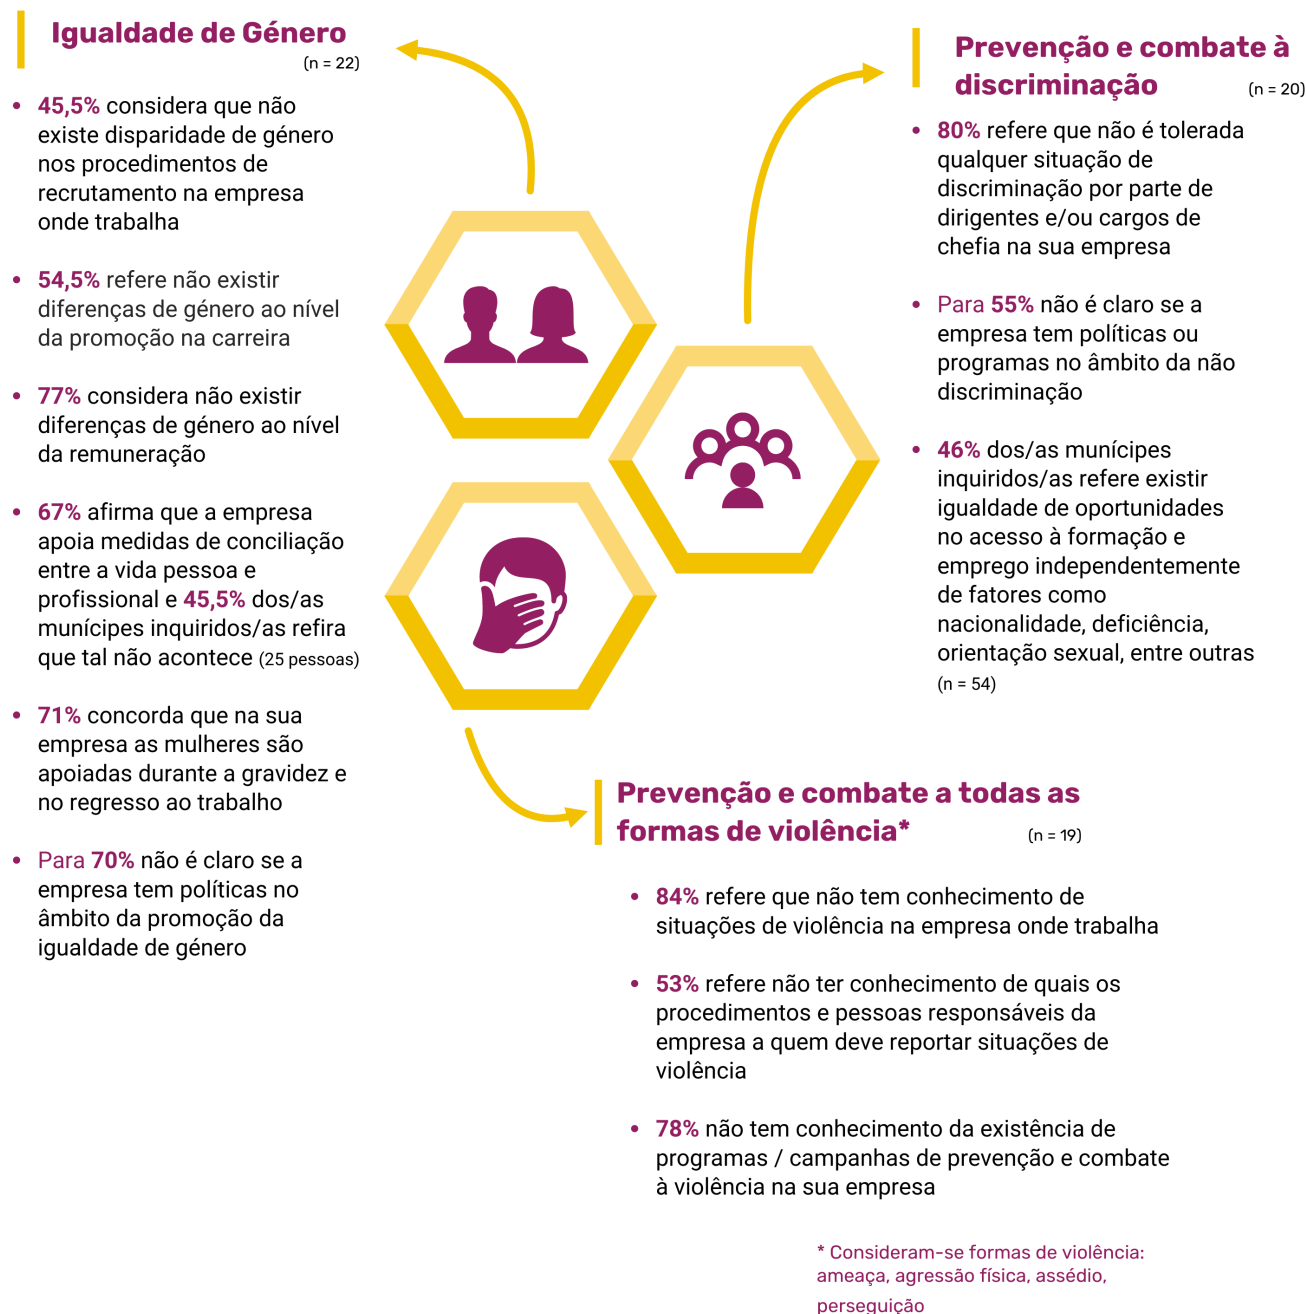 Igualdade de Género
(n = 22)
• 45,5% considera que não
existe disparidade de género
nos procedimentos de
recrutamento na empresa
onde trabalha
• 54,5% refere não existir
diferenças de género ao nível
da promoção na carreira
• 77% considera não existir
diferenças de género ao nível
da remuneração
• 67% afirma que a empresa
apoia medidas de conciliação
entre a vida pessoa e
profissional e 45,5% dos/as
munícipes inquiridos/as refira
que tal não acontece (25 pessoas)
• 71% concorda que na sua
empresa as mulheres são
apoiadas durante a gravidez e
no regresso ao trabalho
• Para 70% não é claro se a
empresa tem políticas no
âmbito da promoção da
igualdade de género
Prevenção e combate à
discriminação (n = 20)
• 80% refere que não é tolerada
qualquer situação de
discriminação por parte de
dirigentes e/ou cargos de
chefia na sua empresa
• Para 55% não é claro se a
empresa tem políticas ou
programas no âmbito da não
discriminação
• 46% dos/as munícipes
inquiridos/as refere existir
igualdade de oportunidades
no acesso à formação e
emprego independentemente
de fatores como
nacionalidade, deficiência,
orientação sexual, entre outras
(n = 54)
Prevenção e combate a todas as
formas de violência* (n = 19)
• 84% refere que não tem conhecimento de
situações de violência na empresa onde trabalha
• 53% refere não ter conhecimento de quais os
procedimentos e pessoas responsáveis da
empresa a quem deve reportar situações de
violência
• 78% não tem conhecimento da existência de
programas / campanhas de prevenção e combate
à violência na sua empresa
* Consideram-se formas de violência:
ameaça, agressão física, assédio,
perseguição